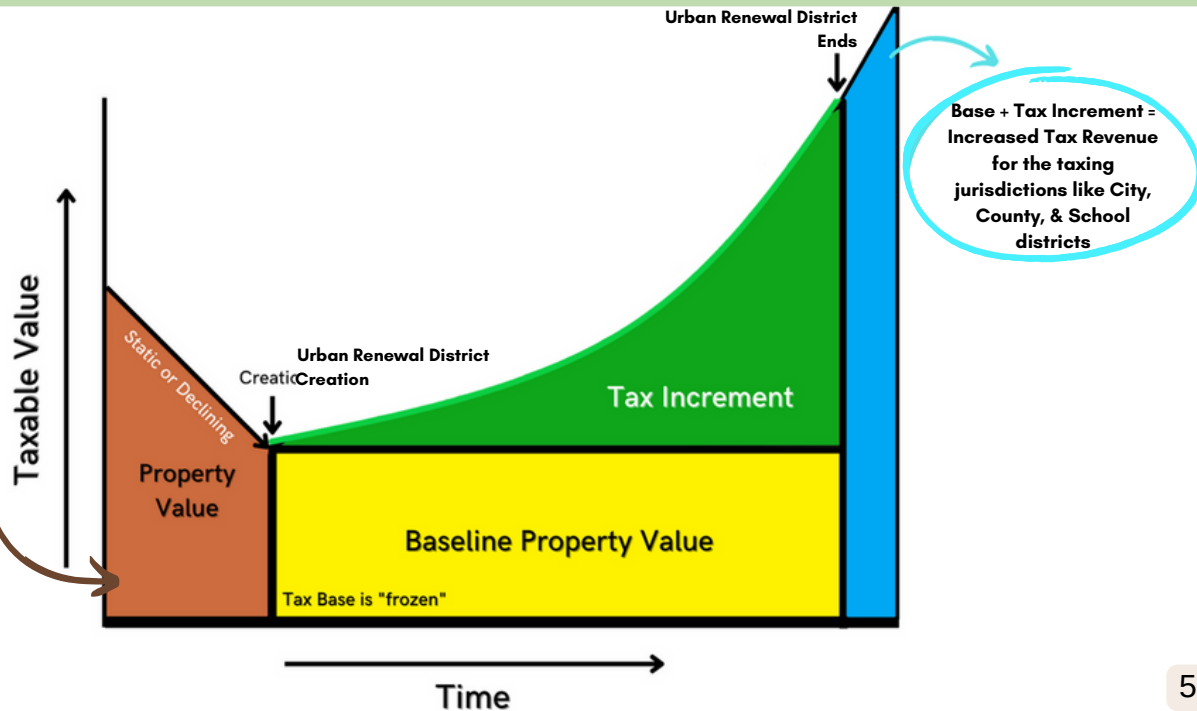 Urban Renewal District
Ends
Base + Tax Increment =
Increased Tax Revenue
for the taxing
jurisdictions like City,
County, & School
districts
Taxable Value
Static or Declining
Property
Value
Urban Renewal District
Creatio
Creation
Tax Increment
Baseline Property Value
Tax Base is "frozen"
Time
5